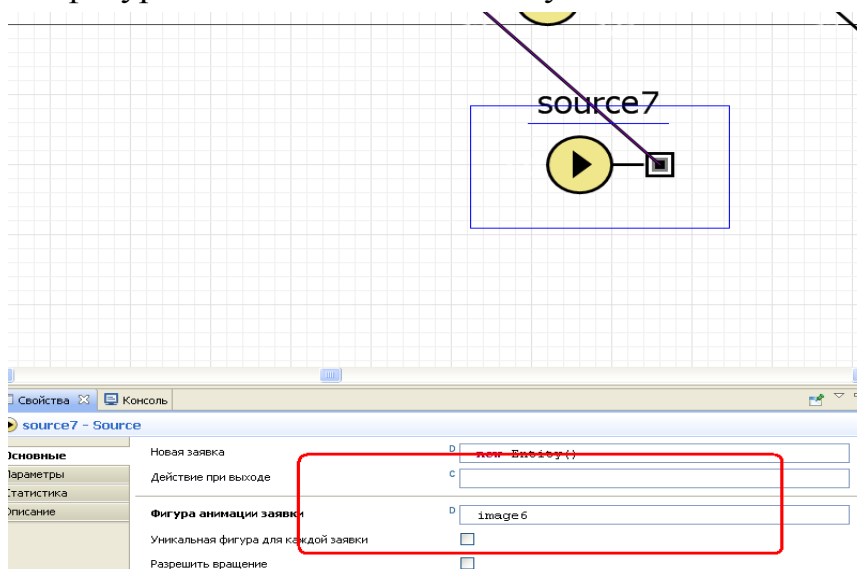 source7
Свойства Консоль
source7 - Source
Основные
Параметры
Статистика
Описание
Новая заявка D new Entity()
Действие при выходе C
Фигура анимации заявки D image6
Уникальная фигура для каждой заявки
Разрешить вращение